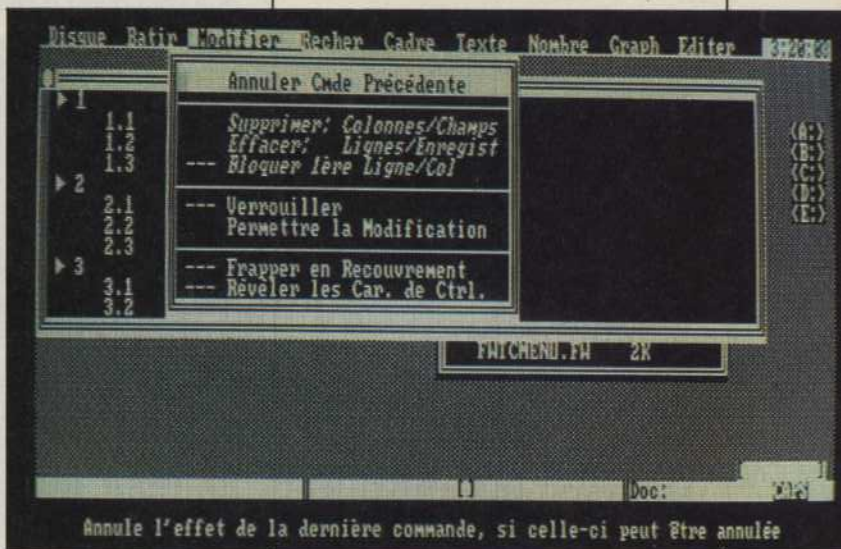 Disque Batir Modifier Recher Cadre Texte Nombre Graph Editer
Annuler Cmde Précédente
Supprimer: Colonnes/Champs
Effacer: Lignes/Enregist
--- Bloquer 1ère Ligne/Col
--- Verrouiller
Permettre la Modification
--- Frapper en Recouvrement
--- Révéler les Car. de Ctrl.
[]
▶ 1
1.1
1.2
1.3
▶ 2
2.1
2.2
2.3
▶ 3
3.1
3.2
<A:>
<B:>
<C:>
<D:>
<E:>
FWICMENU.FW 2K
[] Doc: CAPS
Annule l'effet de la dernière commande, si celle-ci peut être annulée